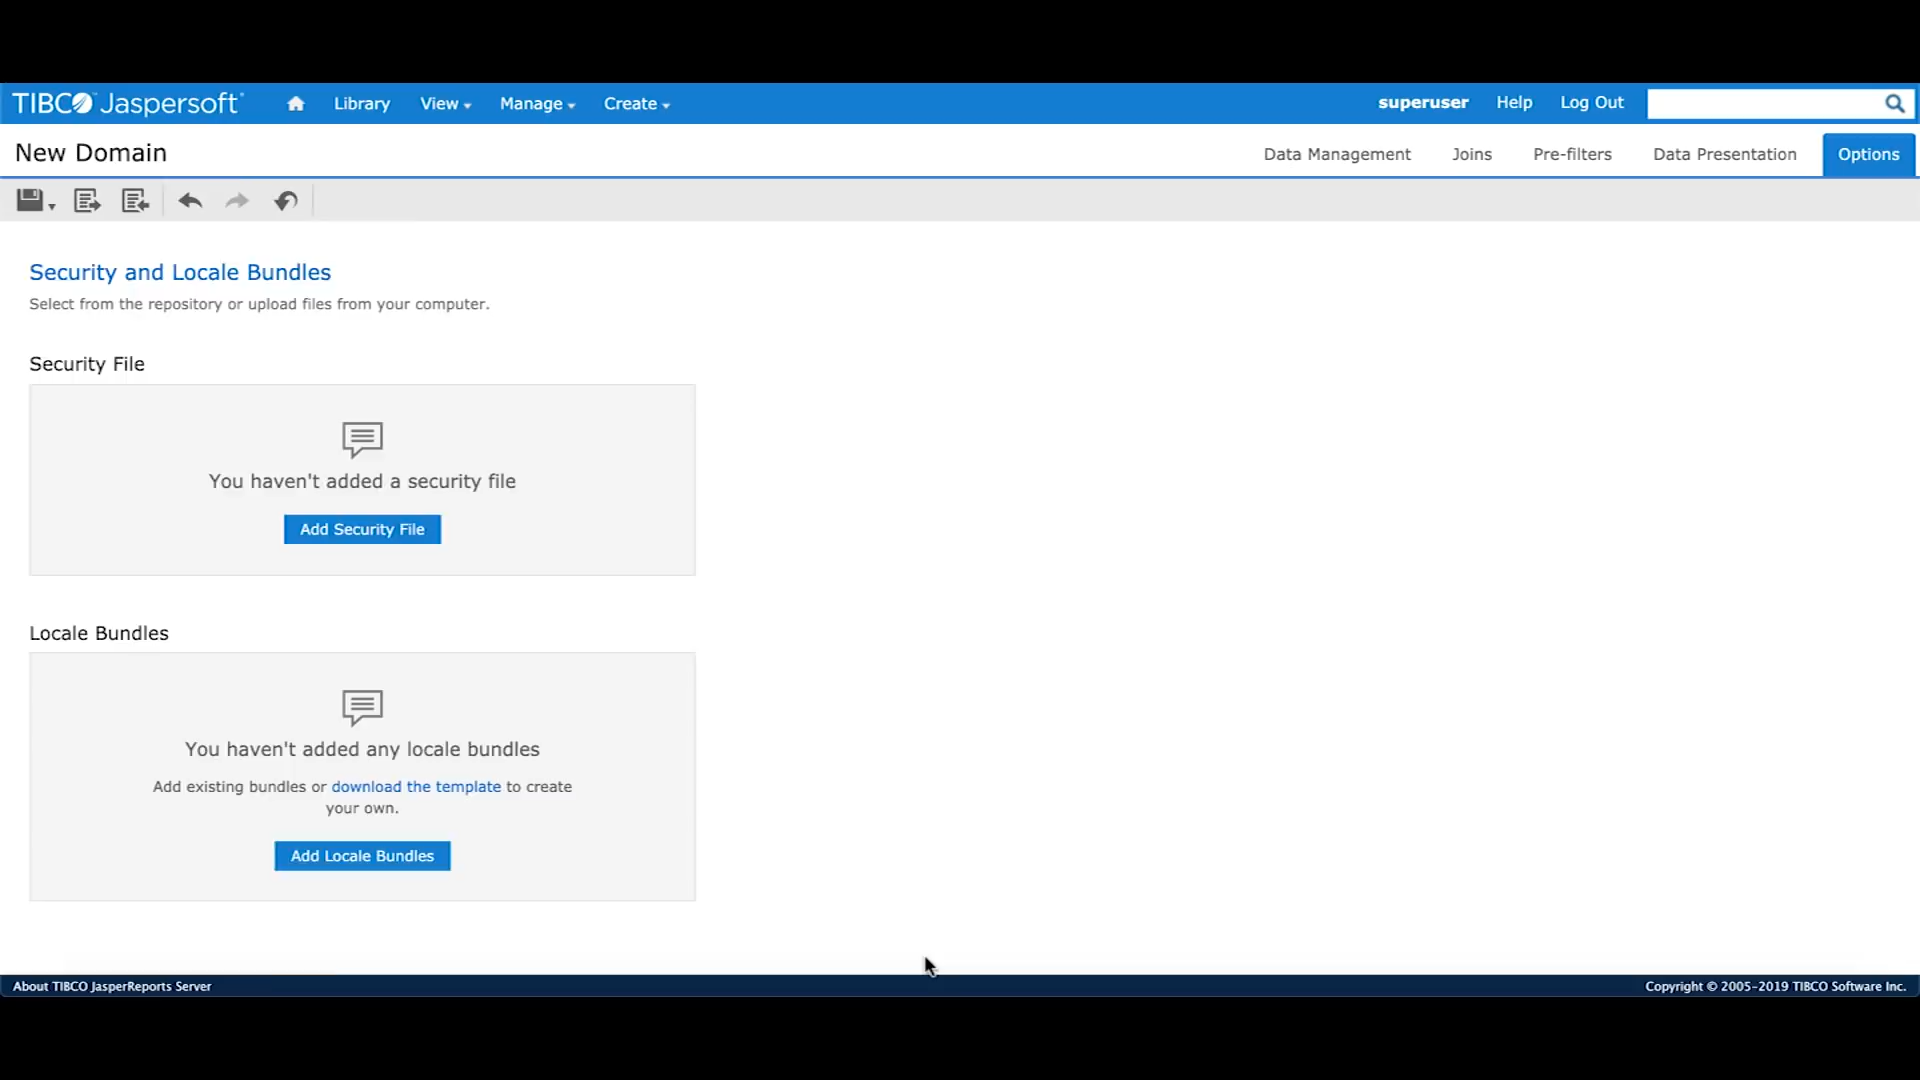 TIBCO Jaspersoft Library View Manage Create superuser Help Log Out
New Domain Data Management Joins Pre-filters Data Presentation Options
Security and Locale Bundles
Select from the repository or upload files from your computer.
Security File
You haven't added a security file
Add Security File
Locale Bundles
You haven't added any locale bundles
Add existing bundles or download the template to create
your own.
Add Locale Bundles
About TIBCO JasperReports Server Copyright © 2005-2019 TIBCO Software Inc.